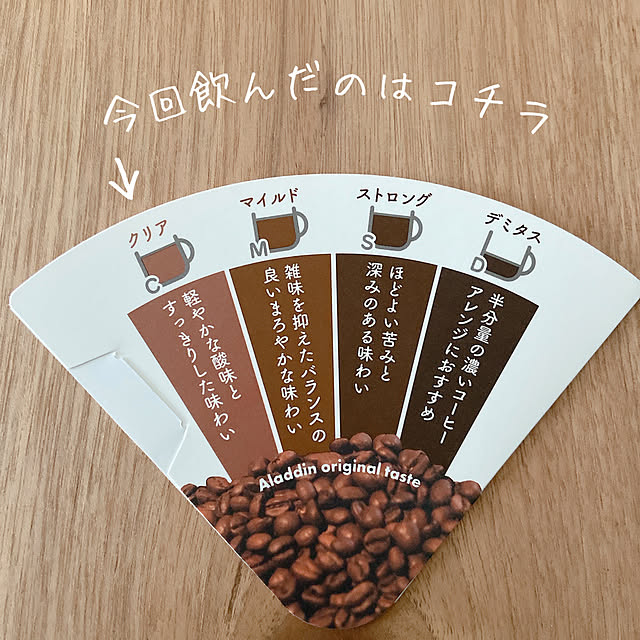 今回飲んだのはコチラ
クリア
C
軽やかな酸味と
すっきりした味わい
マイルド
M
雑味を抑えたバランスの
良いまろやかな味わい
ストロング
S
ほどよい苦みと
深みのある味わい
デミタス
D
半分量の濃いコーヒー
アレンジにおすすめ
Aladdin original taste